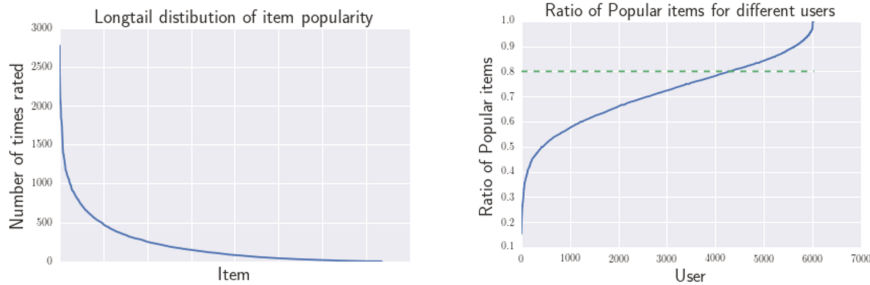 Longtail distibution of item popularity
3000
2500
2000
1500
1000
500
0
Number of times rated
Item
Ratio of Popular items for different users
1.0
0.9
0.8
0.7
0.6
0.5
0.4
0.3
0.2
0.1
Ratio of Popular items
0 1000 2000 3000 4000 5000 6000 7000
User